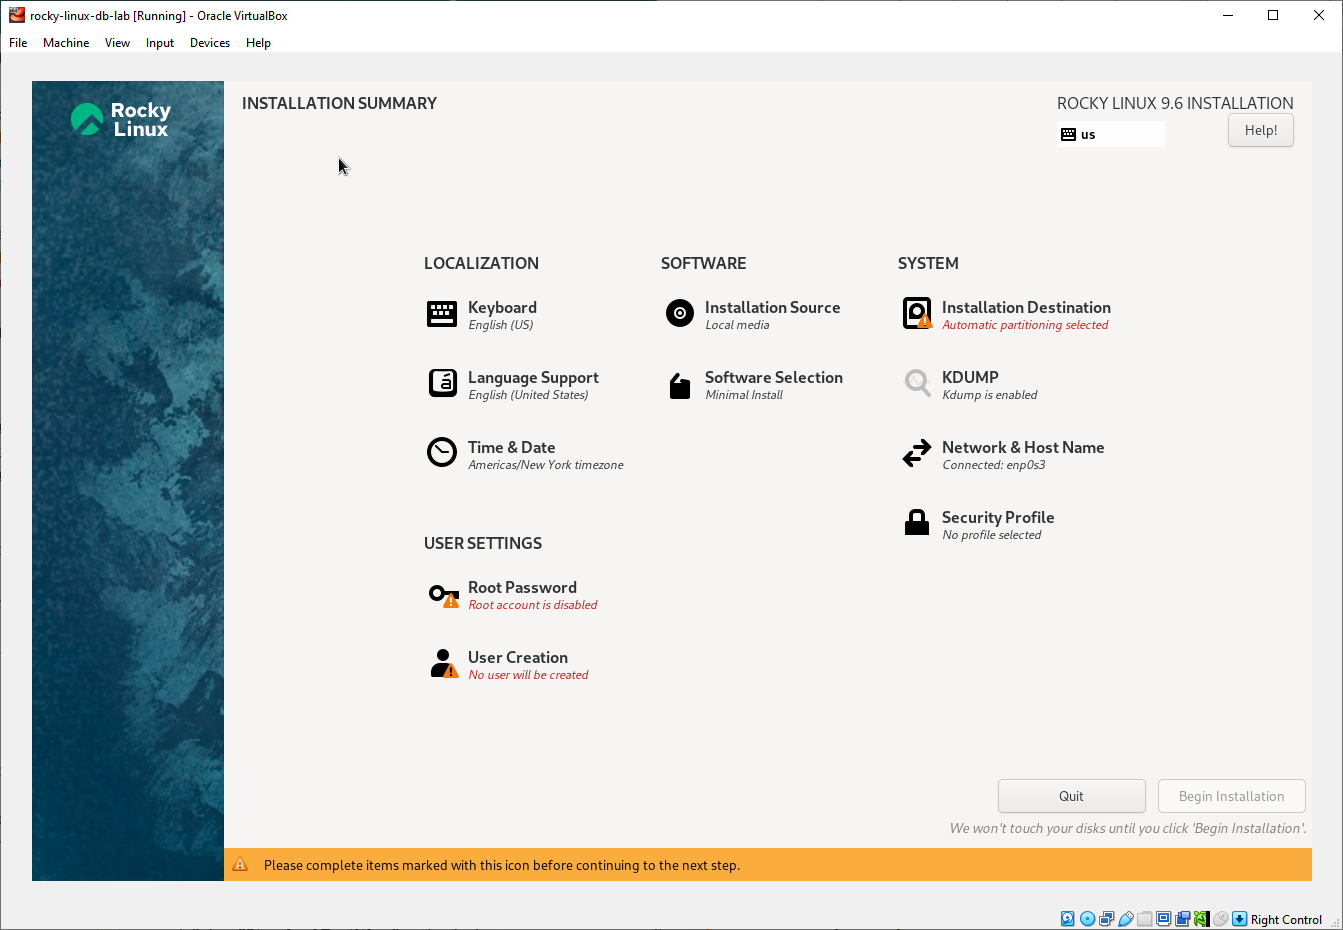 rocky-linux-db-lab [Running] - Oracle VirtualBox
File Machine View Input Devices Help
Rocky
Linux
INSTALLATION SUMMARY
ROCKY LINUX 9.6 INSTALLATION
us
Help!
LOCALIZATION
Keyboard
English (US)
Language Support
English (United States)
Time & Date
Americas/New York timezone
SOFTWARE
Installation Source
Local media
Software Selection
Minimal Install
SYSTEM
Installation Destination
Automatic partitioning selected
KDUMP
Kdump is enabled
Network & Host Name
Connected: enp0s3
Security Profile
No profile selected
USER SETTINGS
Root Password
Root account is disabled
User Creation
No user will be created
Quit
Begin Installation
We won't touch your disks until you click 'Begin Installation'.
Please complete items marked with this icon before continuing to the next step.
Right Control